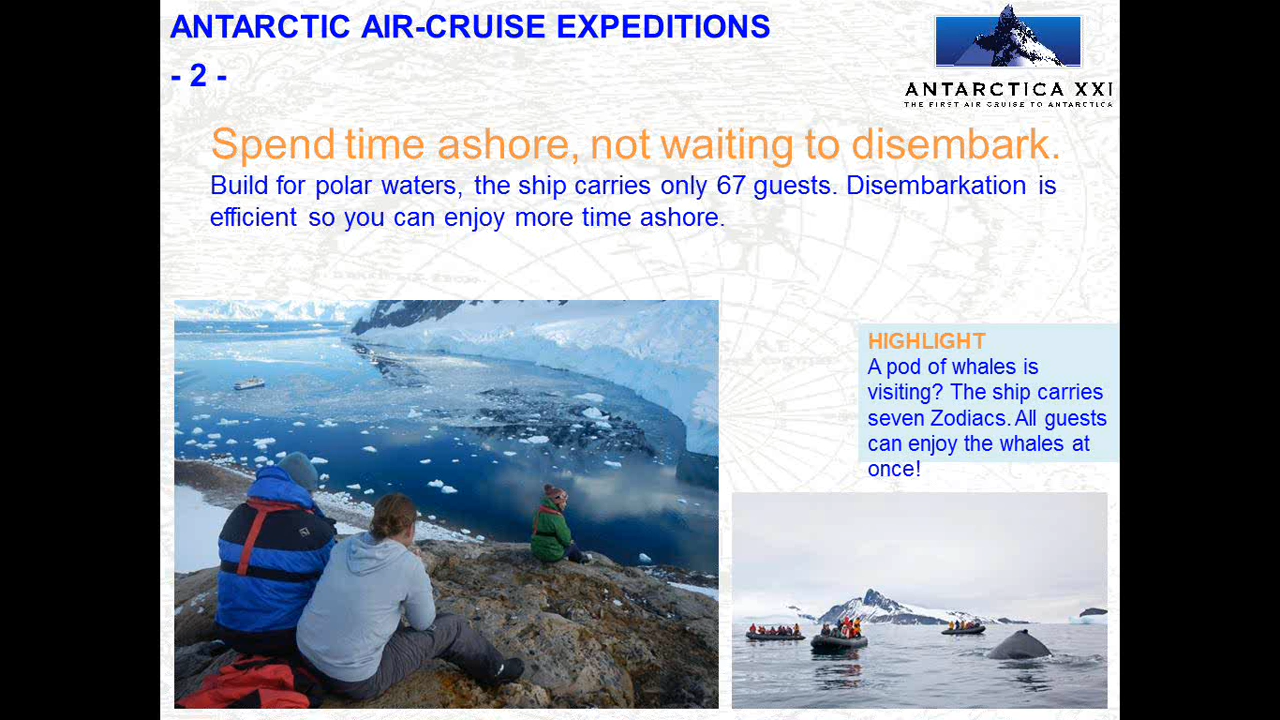 ANTARCTIC AIR-CRUISE EXPEDITIONS
- 2 -
ANTARCTICA XXI
THE FIRST AIR CRUISE TO ANTARCTICA
Spend time ashore, not waiting to disembark.
Build for polar waters, the ship carries only 67 guests. Disembarkation is
efficient so you can enjoy more time ashore.
HIGHLIGHT
A pod of whales is
visiting? The ship carries
seven Zodiacs. All guests
can enjoy the whales at
once!